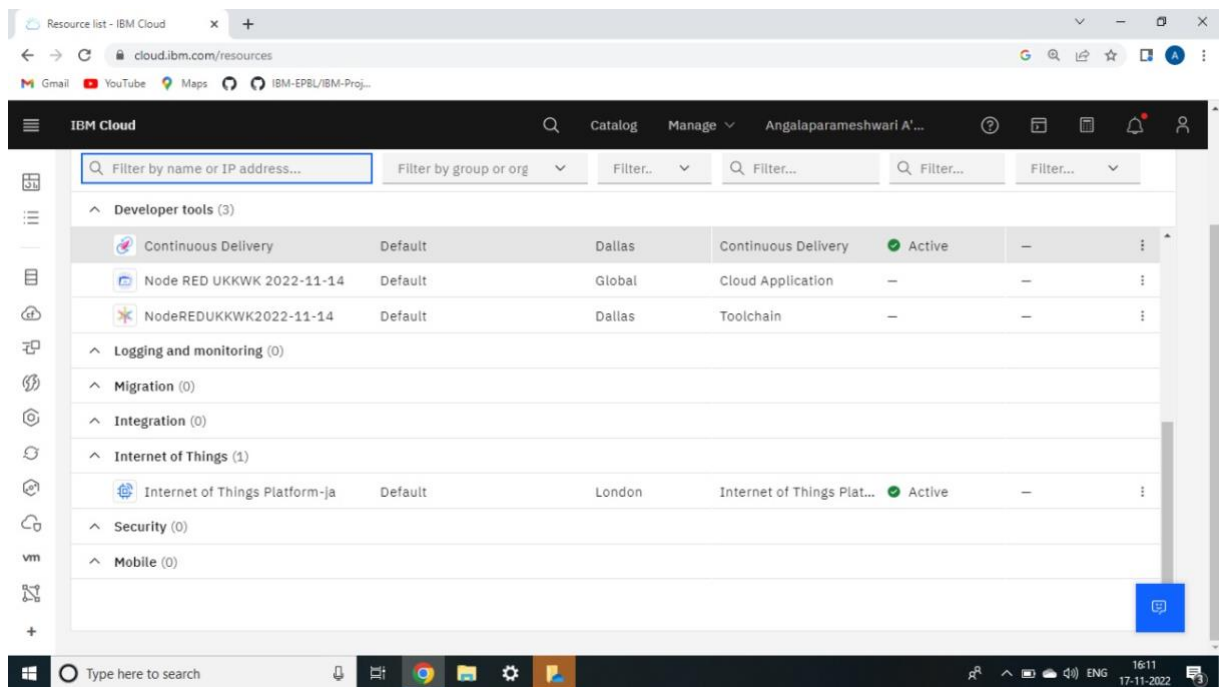 Resource list - IBM Cloud
cloud.ibm.com/resources
Gmail YouTube Maps IBM-EPBL/IBM-Proj...
IBM Cloud Catalog Manage Angalaparameshwari A'...
Filter by name or IP address... Filter by group or org Filter.. Filter... Filter... Filter...
Developer tools (3)
Continuous Delivery Default Dallas Continuous Delivery Active –
Node RED UKKWK 2022-11-14 Default Global Cloud Application – –
NodeREDUKKWK2022-11-14 Default Dallas Toolchain – –
Logging and monitoring (0)
Migration (0)
Integration (0)
Internet of Things (1)
Internet of Things Platform-ja Default London Internet of Things Plat... Active –
Security (0)
vm Mobile (0)
Type here to search ENG 16:11
17-11-2022 3